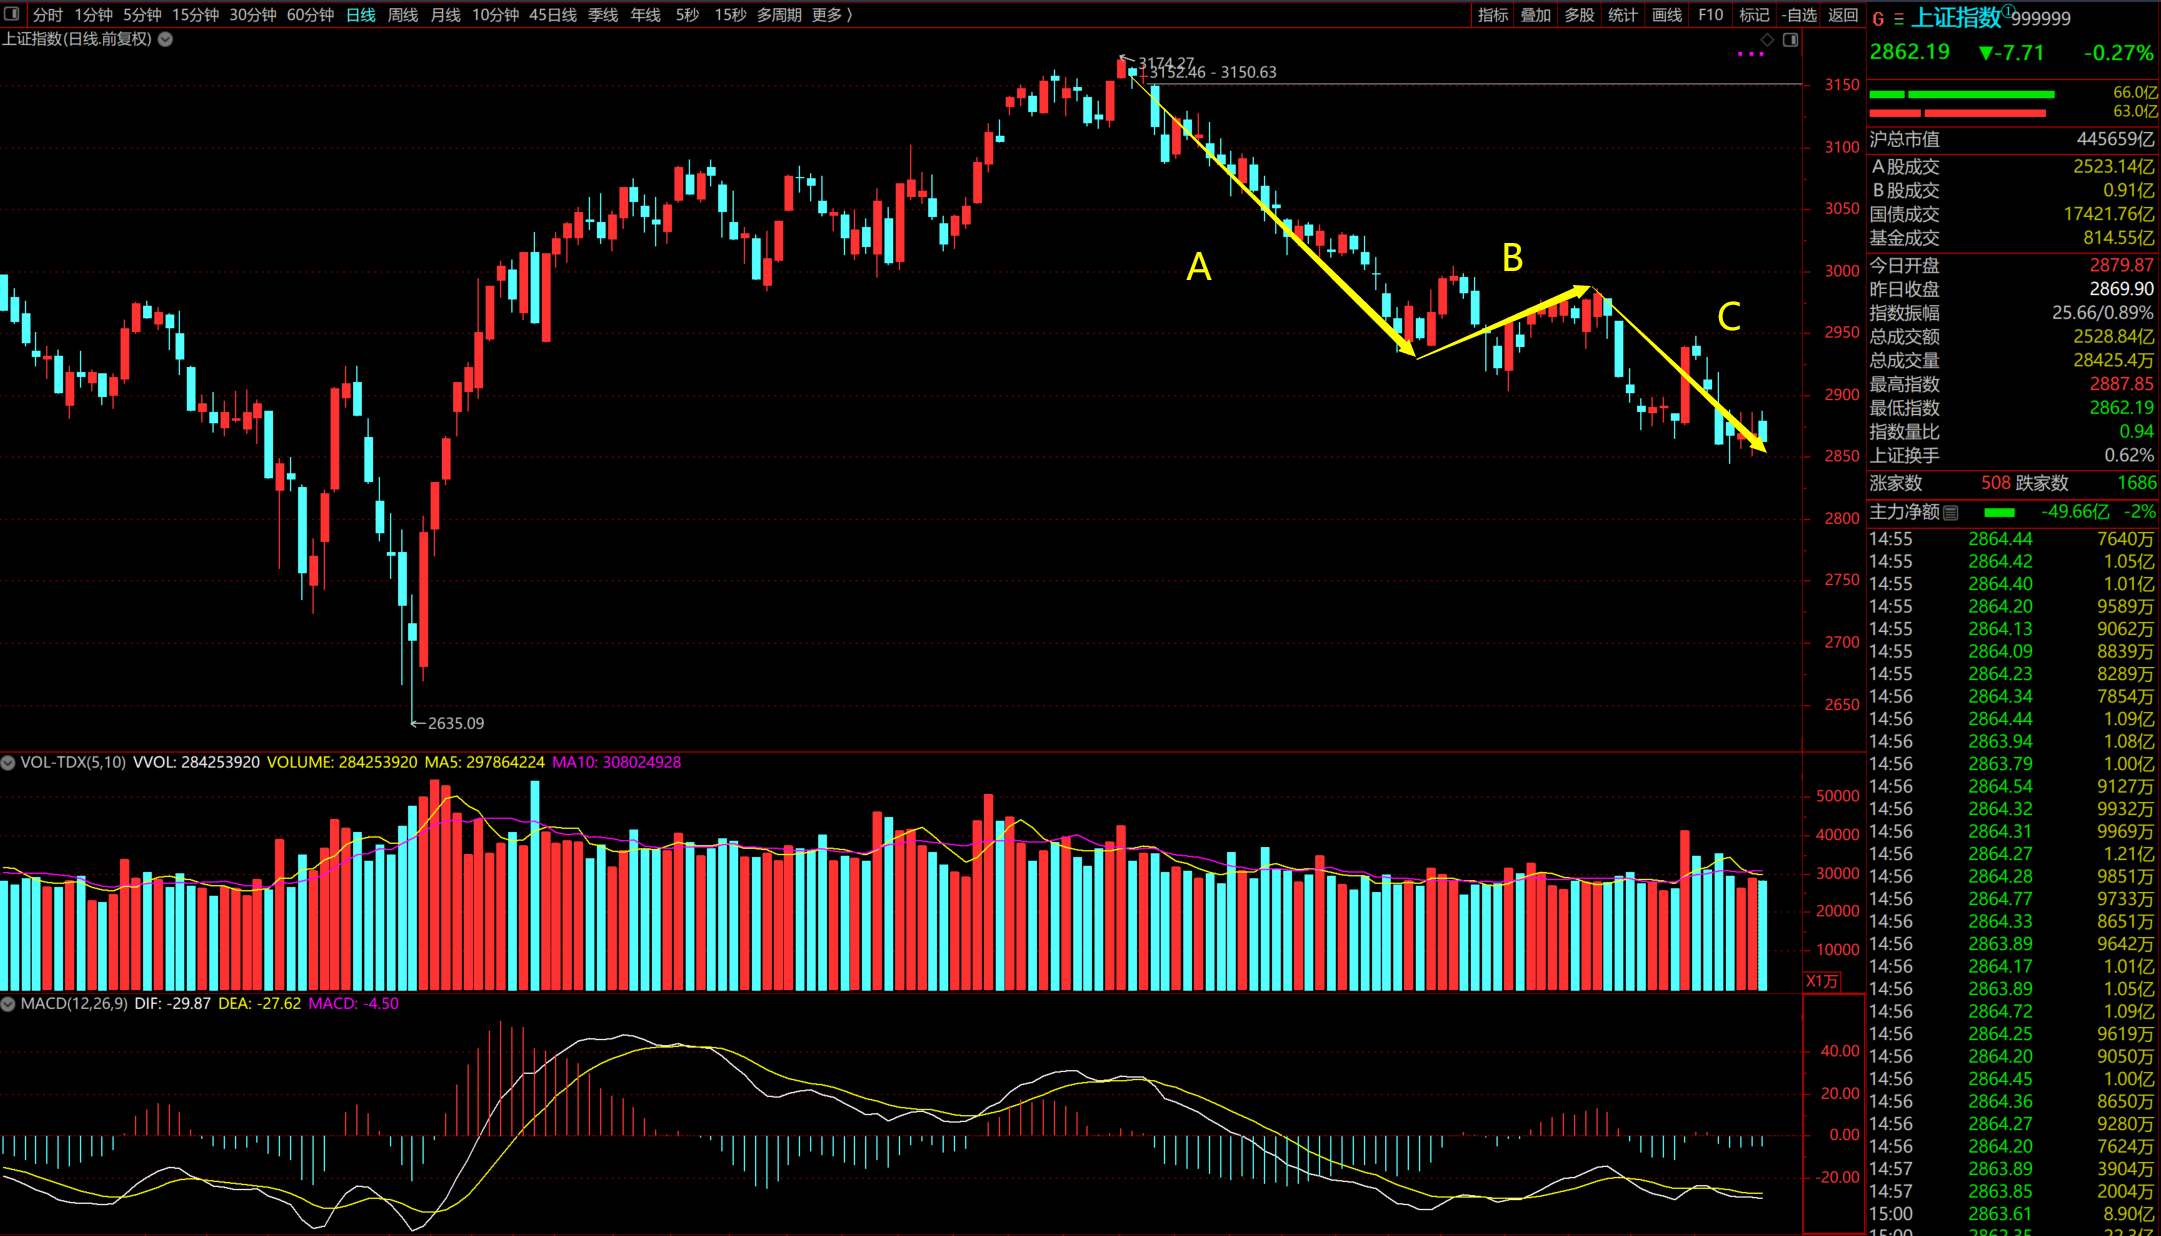 分时 1分钟 5分钟 15分钟 30分钟 60分钟 日线 周线 月线 10分钟 45日线 季线 年线 5秒 15秒 多周期 更多 〉 指标 叠加 多股 统计 画线 F10 标记 -自选 返回
上证指数(日线.前复权)
3174.27
3152.46 - 3150.63
A
B
C
2635.09
3150
3100
3050
3000
2950
2900
2850
2800
2750
2700
2650
VOL-TDX(5,10) VVOL: 284253920 VOLUME: 284253920 MA5: 297864224 MA10: 308024928
50000
40000
30000
20000
10000
X1万
MACD(12,26,9) DIF: -29.87 DEA: -27.62 MACD: -4.50
40.00
20.00
0.00
-20.00
G 三 上证指数① 999999
2862.19 ▼-7.71 -0.27%
66.0亿
63.0亿
沪总市值 445659亿
A股成交 2523.14亿
B股成交 0.91亿
国债成交 17421.76亿
基金成交 814.55亿
今日开盘 2879.87
昨日收盘 2869.90
指数振幅 25.66/0.89%
总成交额 2528.84亿
总成交量 28425.4万
最高指数 2887.85
最低指数 2862.19
指数量比 0.94
上证换手 0.62%
涨家数 508 跌家数 1686
主力净额 -49.66亿 -2%
14:55 2864.44 7640万
14:55 2864.42 1.05亿
14:55 2864.40 1.01亿
14:55 2864.20 9589万
14:55 2864.13 9062万
14:55 2864.09 8839万
14:55 2864.23 8289万
14:56 2864.34 7854万
14:56 2864.44 1.09亿
14:56 2863.94 1.08亿
14:56 2863.79 1.00亿
14:56 2864.54 9127万
14:56 2864.32 9932万
14:56 2864.31 9969万
14:56 2864.27 1.21亿
14:56 2864.28 9851万
14:56 2864.77 9733万
14:56 2864.33 8651万
14:56 2863.89 9642万
14:56 2864.17 1.01亿
14:56 2863.89 1.05亿
14:56 2864.72 1.09亿
14:56 2864.25 9619万
14:56 2864.20 9050万
14:56 2864.45 1.00亿
14:56 2864.36 8650万
14:56 2864.27 9280万
14:56 2864.20 7624万
14:57 2863.89 3904万
14:57 2863.85 2004万
15:00 2863.61 8.90亿